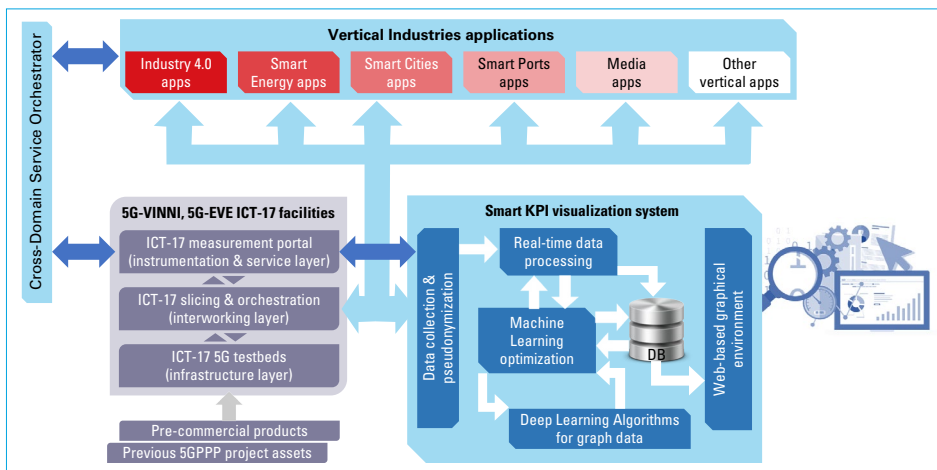 Cross-Domain Service Orchestrator
Vertical Industries applications
Industry 4.0
apps
Smart
Energy apps
Smart Cities
apps
Smart Ports
apps
Media
apps
Other
vertical apps
5G-VINNI, 5G-EVE ICT-17 facilities
ICT-17 measurement portal
(instrumentation & service layer)
ICT-17 slicing & orchestration
(interworking layer)
ICT-17 5G testbeds
(infrastructure layer)
Pre-commercial products
Previous 5GPPP project assets
Smart KPI visualization system
Data collection &
pseudonymization
Real-time data
processing
Machine
Learning
optimization
DB
Deep Learning Algorithms
for graph data
Web-based graphical
environment